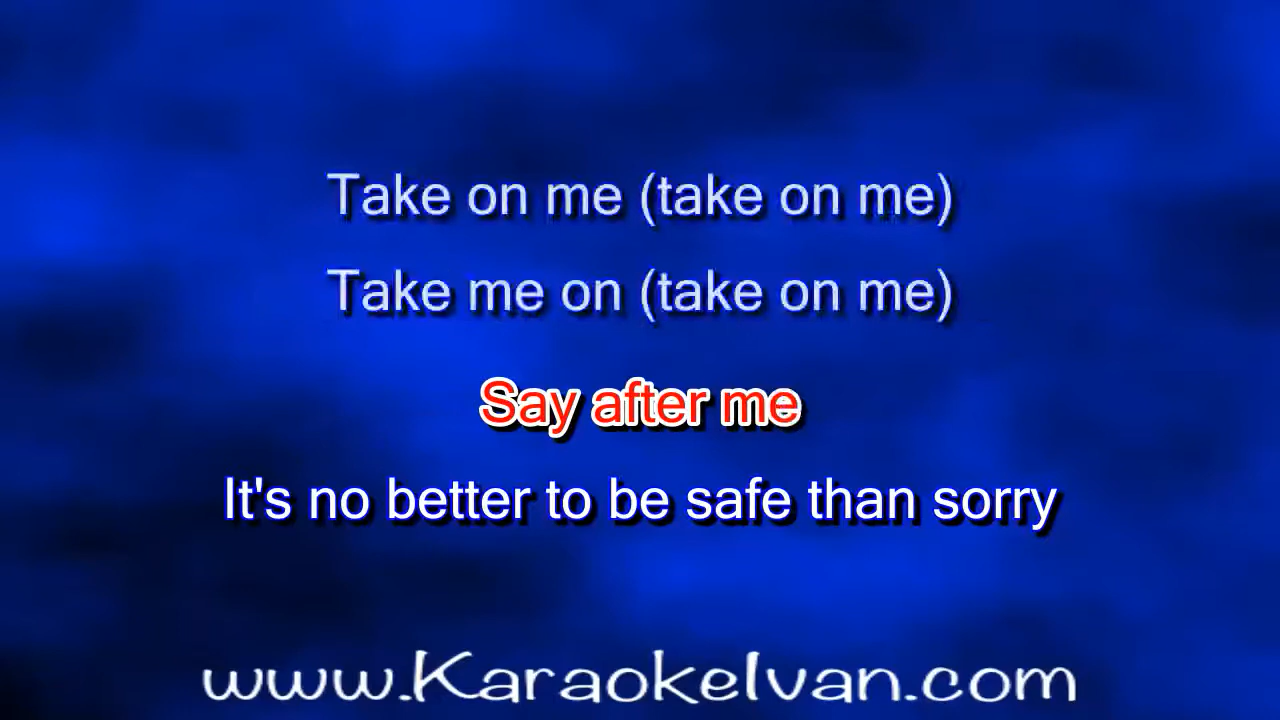 Take on me (take on me)
Take me on (take on me)
Say after me
It's no better to be safe than sorry
www.KaraokeIvan.com